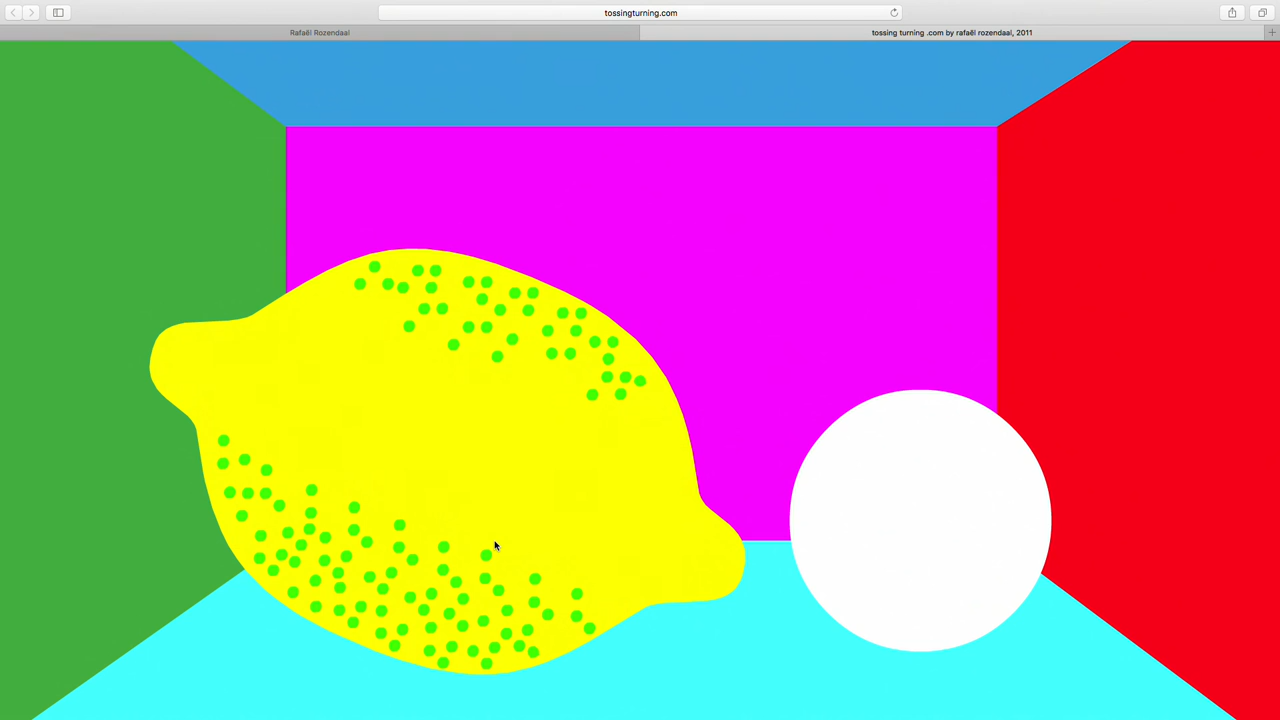 tossingturning.com
Rafaël Rozendaal
tossing turning .com by rafaël rozendaal, 2011